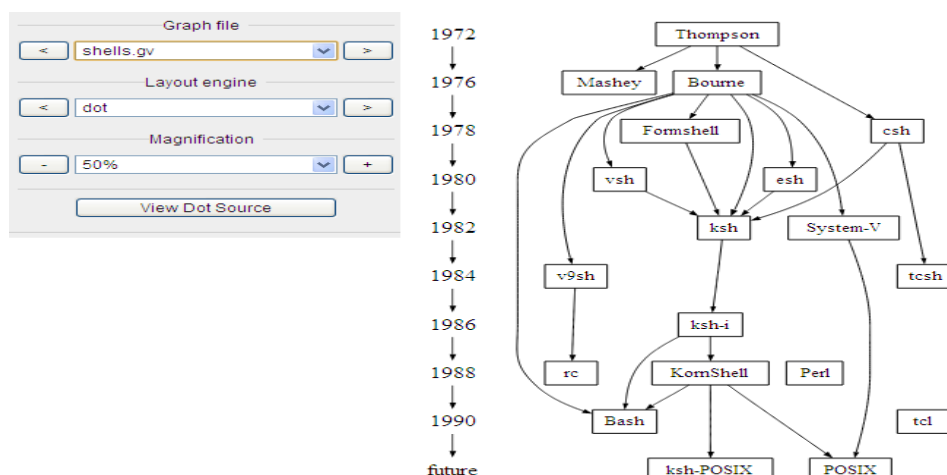 Graph file
< shells.gv >
Layout engine
< dot >
Magnification
- 50% +
View Dot Source
1972 Thompson
1976 Mashey Bourne
1978 Formshell csh
1980 vsh esh
1982 ksh System-V
1984 v9sh tcsh
1986 ksh-i
1988 rc KornShell Perl
1990 Bash tcl
future ksh-POSIX POSIX